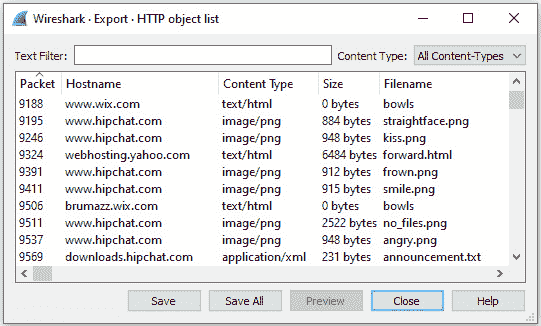 Wireshark · Export · HTTP object list
Text Filter: Content Type: All Content-Types
Packet Hostname Content Type Size Filename
9188 www.wix.com text/html 0 bytes bowls
9195 www.hipchat.com image/png 884 bytes straightface.png
9246 www.hipchat.com image/png 948 bytes kiss.png
9324 webhosting.yahoo.com text/html 6484 bytes forward.html
9391 www.hipchat.com image/png 912 bytes frown.png
9411 www.hipchat.com image/png 915 bytes smile.png
9506 brumazz.wix.com text/html 0 bytes bowls
9511 www.hipchat.com image/png 2522 bytes no_files.png
9537 www.hipchat.com image/png 948 bytes angry.png
9569 downloads.hipchat.com application/xml 231 bytes announcement.txt
Save Save All Preview Close Help